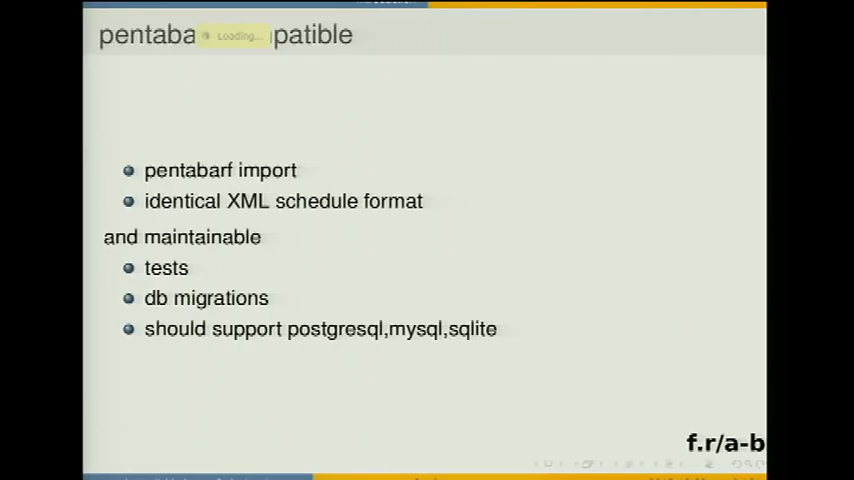 pentaba Loading... patible
pentabarf import
identical XML schedule format
and maintainable
tests
db migrations
should support postgresql,mysql,sqlite
f.r/a-b